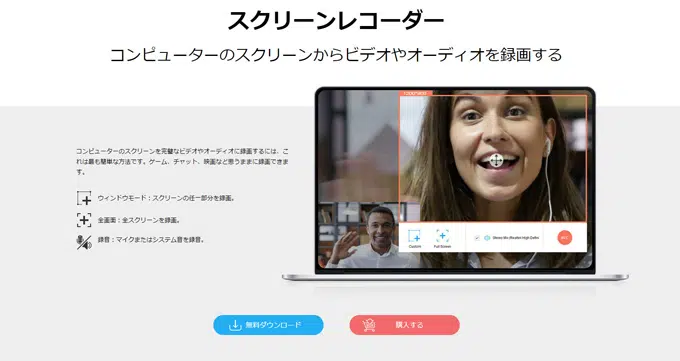 スクリーンレコーダー
コンピューターのスクリーンからビデオやオーディオを録画する
コンピューターのスクリーンを完璧なビデオやオーディオに録画するには、こ
れは最も簡単な方法です。ゲーム、チャット、映画など思うままに録画できま
す。
ウィンドウモード：スクリーンの任一部分を録画。
全画面：全スクリーンを録画。
録音：マイクまたはシステム音を録音。
Custom
Full Screen
無料ダウンロード
購入する